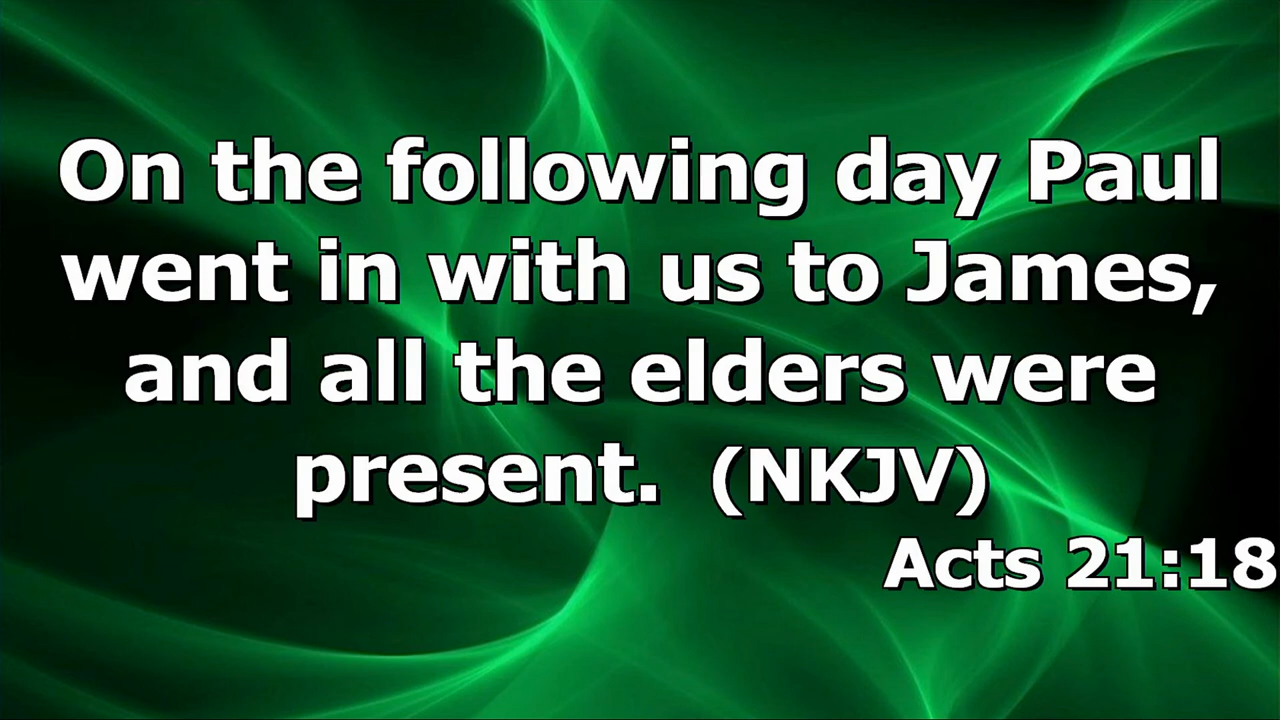 On the following day Paul
went in with us to James,
and all the elders were
present.  (NKJV)
Acts 21:18